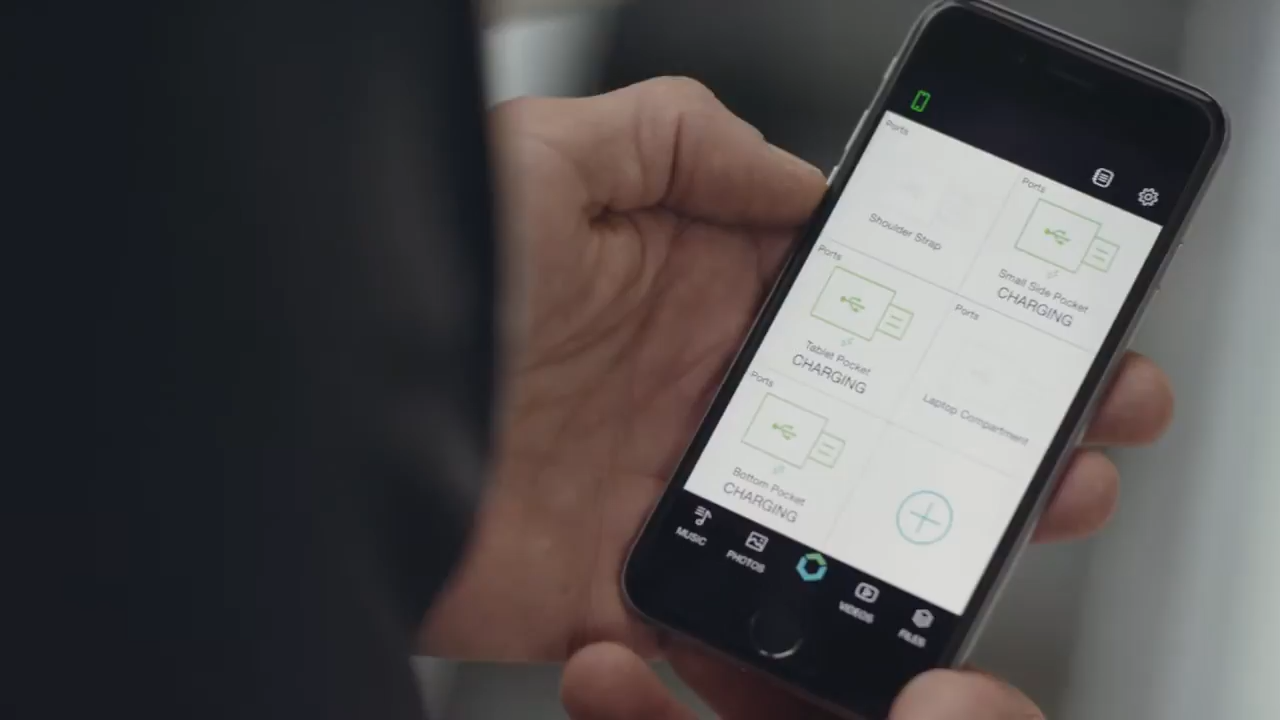 Ports
Shoulder Strap
Ports
Small Side Pocket
CHARGING
Ports
Tablet Pocket
CHARGING
Ports
Laptop Compartment
Ports
Bottom Pocket
CHARGING
MUSIC
PHOTOS
VIDEOS
FILES